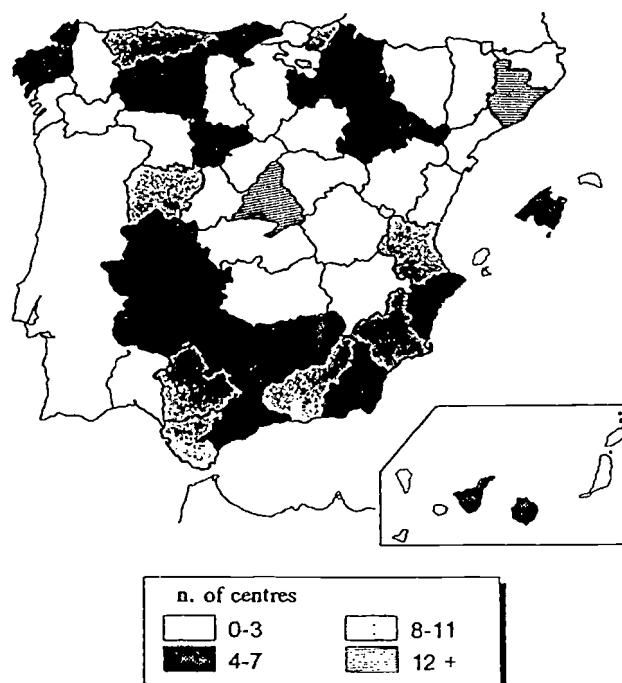 n. of centres
0-3 8-11
4-7 12 +